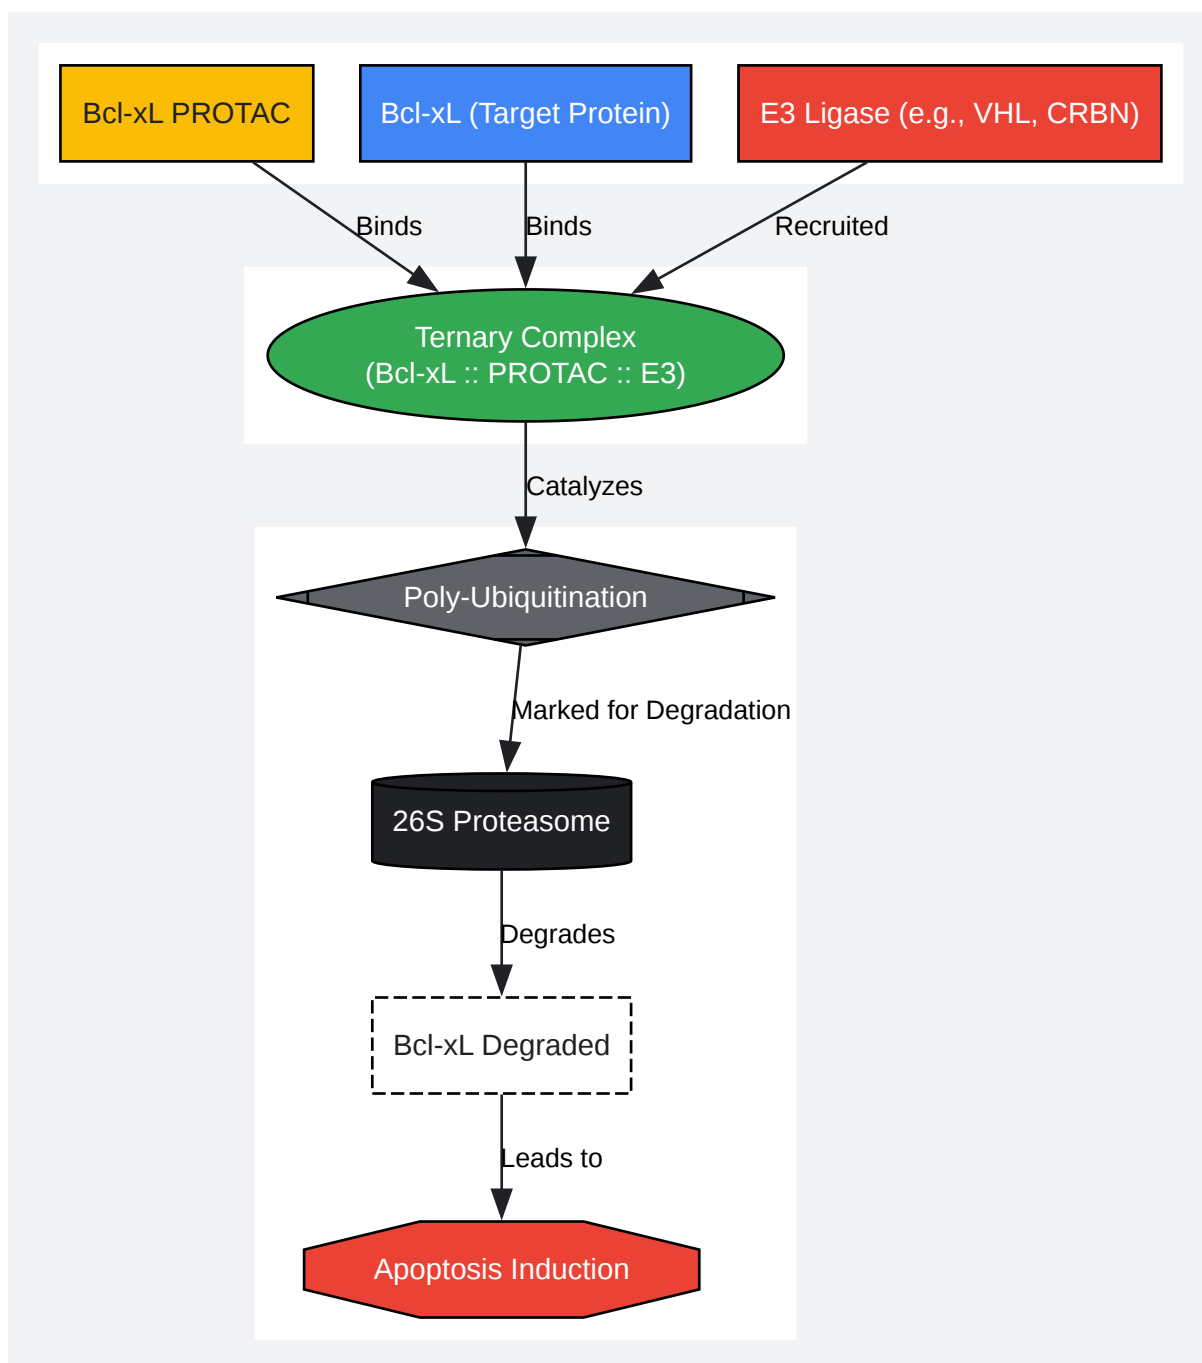 Bcl-xL PROTAC
Bcl-xL (Target Protein)
E3 Ligase (e.g., VHL, CRBN)
Binds
Binds
Recruited
Ternary Complex
(Bcl-xL :: PROTAC :: E3)
Catalyzes
Poly-Ubiquitination
Marked for Degradation
26S Proteasome
Degrades
Bcl-xL Degraded
Leads to
Apoptosis Induction